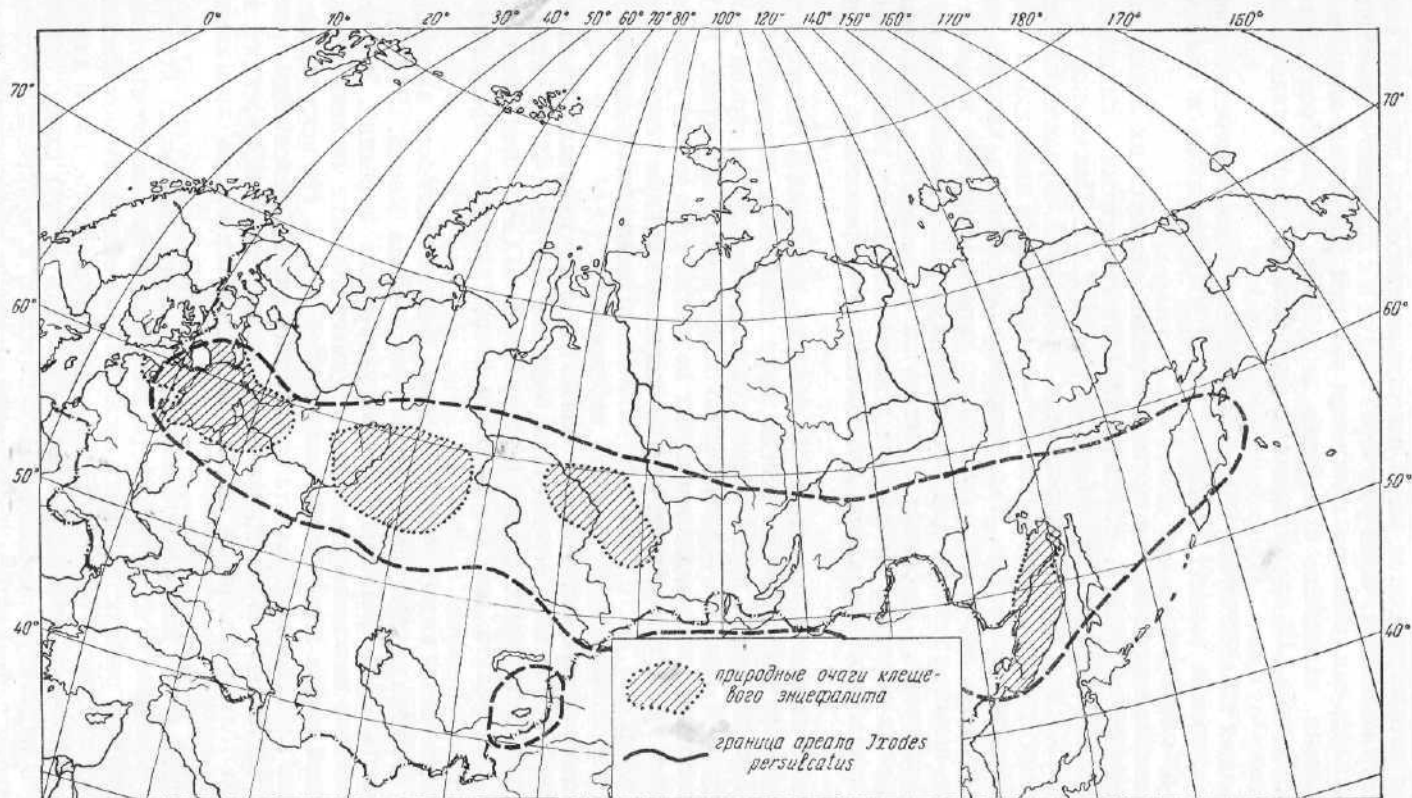 0° 10° 20° 30° 40° 50° 60° 70° 80° 100° 120° 140° 150° 160° 170° 180° 170° 160°
70° 70°
60° 60°
50° 50°
40° 40°
природные очаги клеще-
вого энцефалита
граница ареала Ixodes
persulcatus